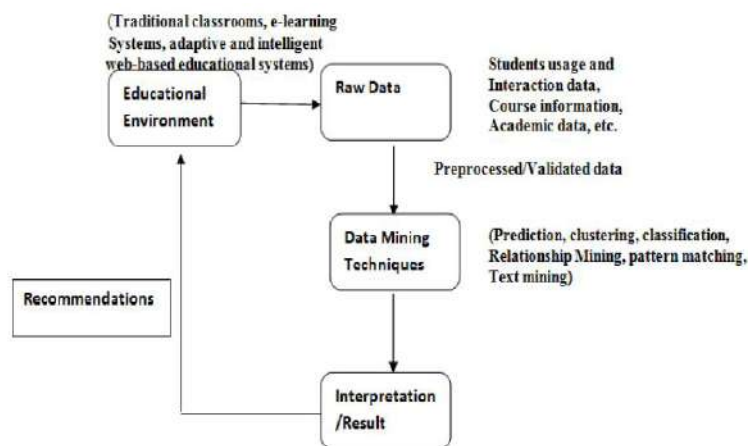 (Traditional classrooms, e-learning
Systems, adaptive and intelligent
web-based educational systems)
Educational
Environment
Raw Data
Students usage and
Interaction data,
Course information,
Academic data, etc.
Preprocessed/Validated data
Data Mining
Techniques
(Prediction, clustering, classification,
Relationship Mining, pattern matching,
Text mining)
Recommendations
Interpretation
/Result